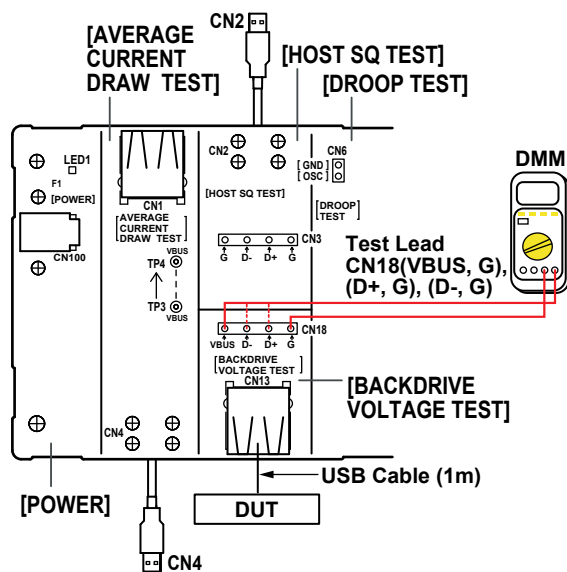 CN2
[AVERAGE
CURRENT
DRAW TEST]
[HOST SQ TEST]
[DROOP TEST]
LED1
F1
[POWER]
CN100
CN1
[AVERAGE
CURRENT
DRAW TEST]
VBUS
TP4
TP3
VBUS
CN2
[HOST SQ TEST]
CN6
[GND]
[OSC]
[DROOP
TEST]
CN3
G D- D+ G
DMM
Test Lead
CN18(VBUS, G),
(D+, G), (D-, G)
CN18
VBUS D- D+ G
[BACKDRIVE
VOLTAGE TEST]
CN13
[BACKDRIVE
VOLTAGE TEST]
CN4
USB Cable (1m)
[POWER]
DUT
CN4